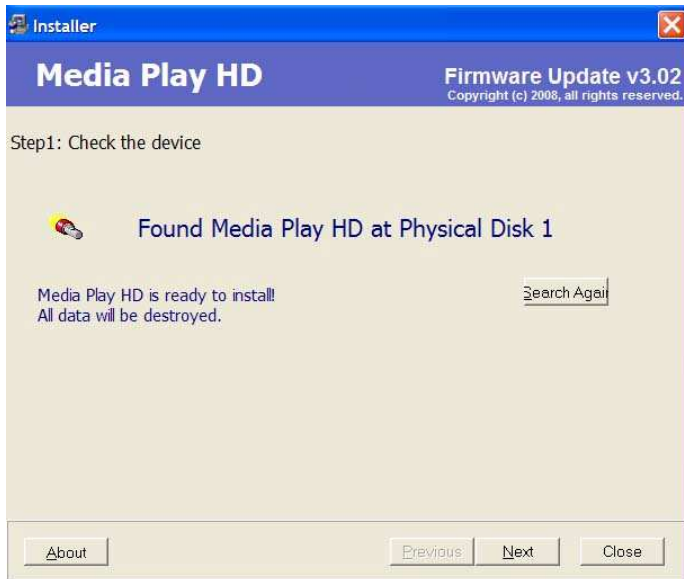 Installer
Media Play HD
Firmware Update v3.02
Copyright (c) 2008, all rights reserved.
Step1: Check the device
Found Media Play HD at Physical Disk 1
Media Play HD is ready to install!
All data will be destroyed.
Search Again
About
Previous
Next
Close